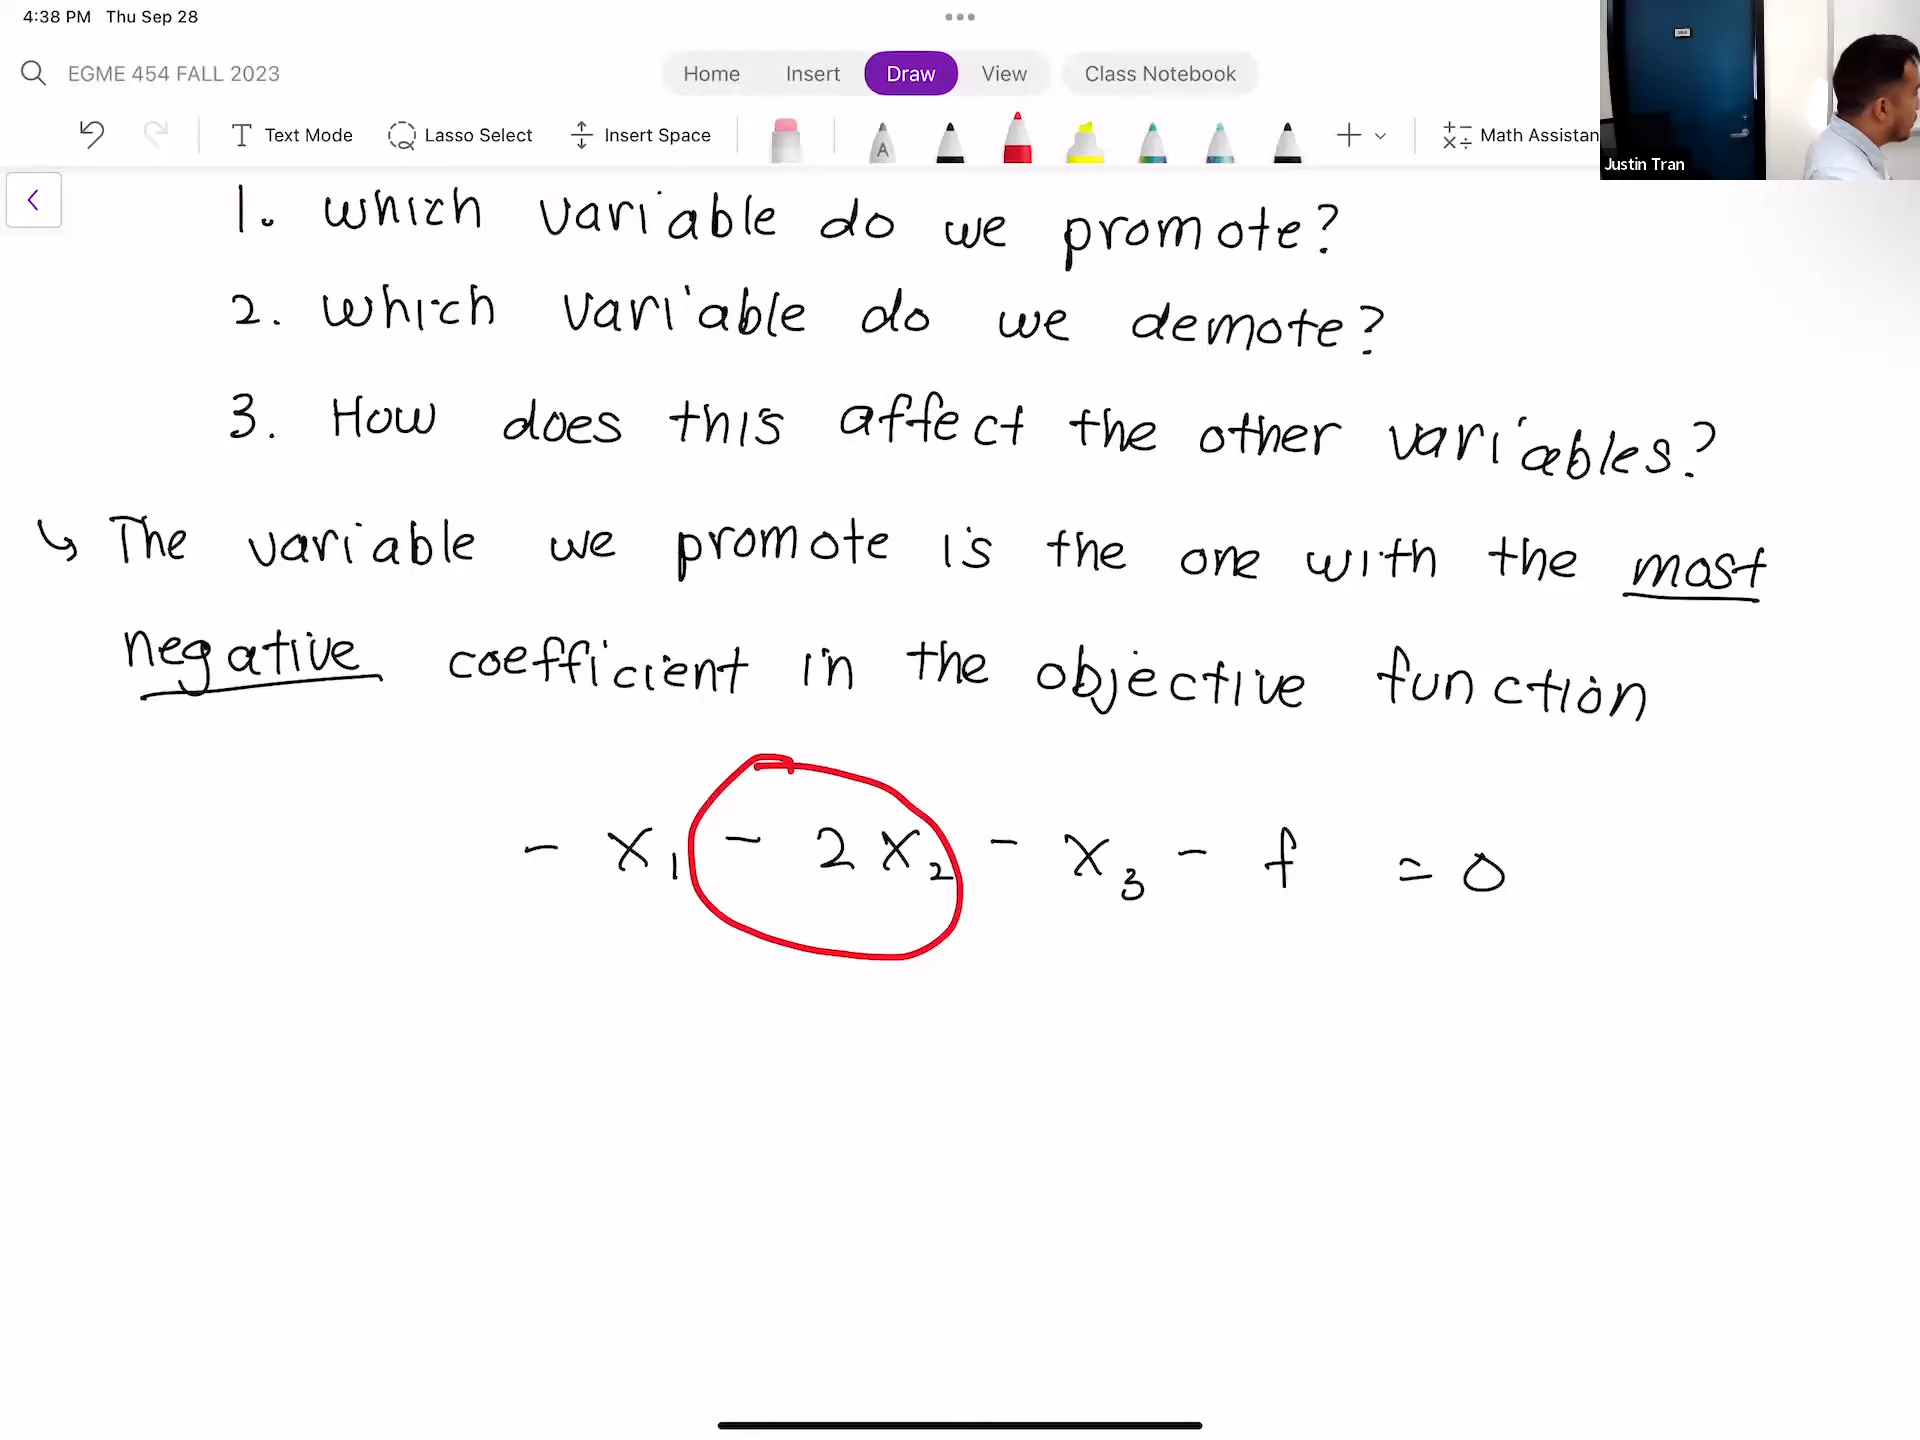 4:38 PM Thu Sep 28
EGME 454 FALL 2023
Home Insert Draw View Class Notebook
Text Mode Lasso Select Insert Space A Math Assistan
Justin Tran
1. which variable do we promote?
2. which variable do we demote?
3. How does this affect the other variables?
↳ The variable we promote is the one with the most
negative coefficient in the objective function
- x₁ - 2x₂ - x₃ - f = 0